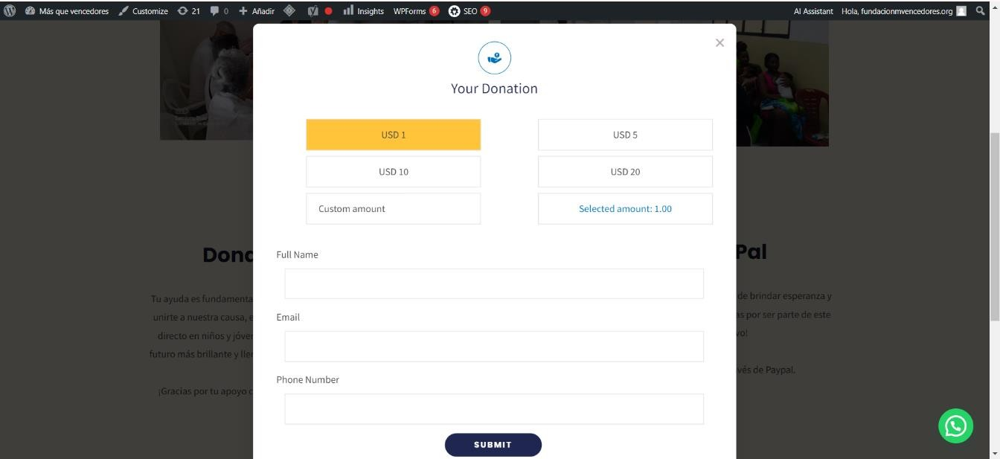 Más que vencedores Customize 21 0 Añadir Insights WPForms 6 SEO 9 AI Assistant Hola, fundacionmvencedores.org
Your Donation
USD 1 USD 5
USD 10 USD 20
Custom amount Selected amount: 1.00
Full Name
Dona Pal
Tu ayuda es fundamenta de brindar esperanza y
unirte a nuestra causa, e as por ser parte de este
Email
directo en niños y jóver vo!
futuro más brillante y lle
vés de Paypal.
Phone Number
¡Gracias por tu apoyo c
SUBMIT